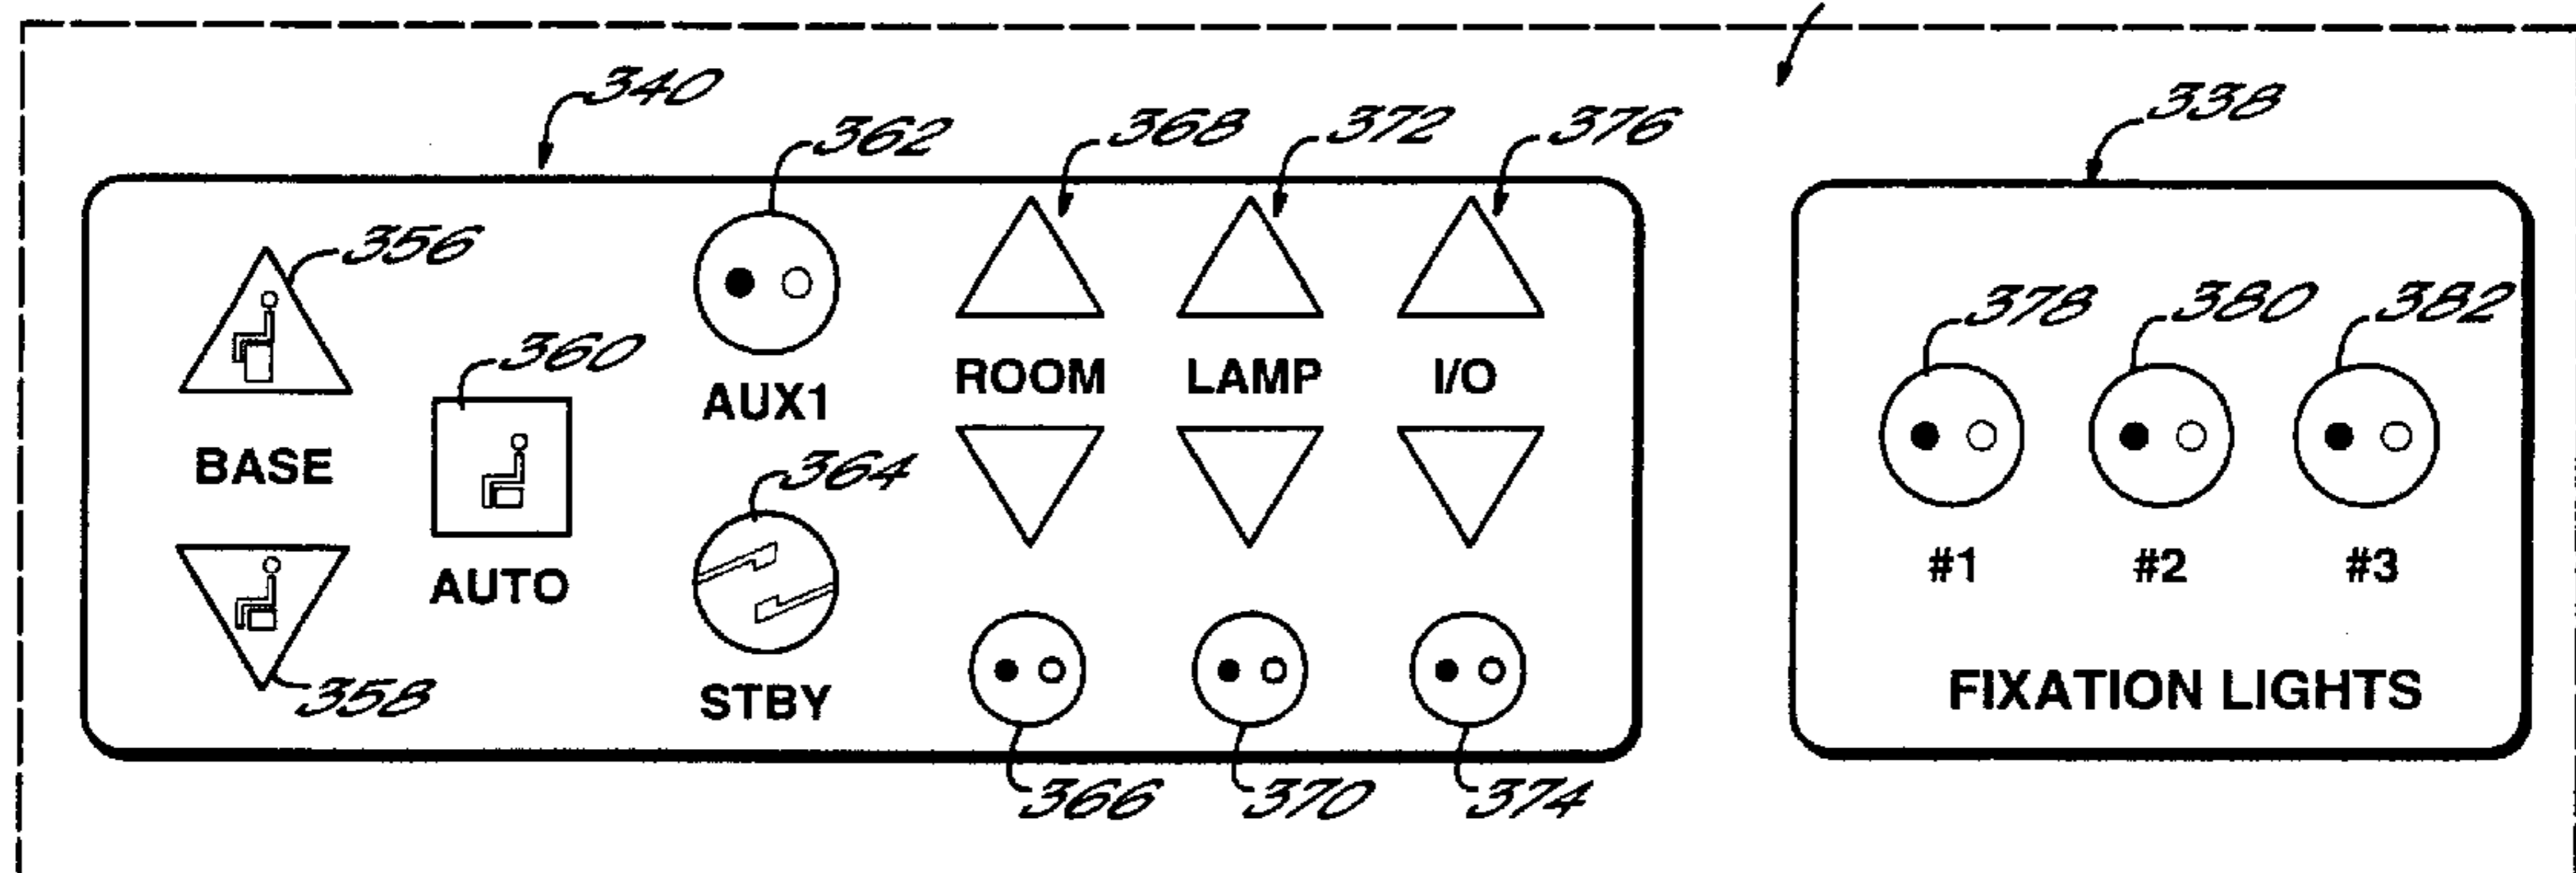 340
362
368
372
376
338
356
360
378
380
382
ROOM
LAMP
I/O
AUX1
BASE
364
AUTO
#1
#2
#3
358
STBY
FIXATION LIGHTS
366
370
374